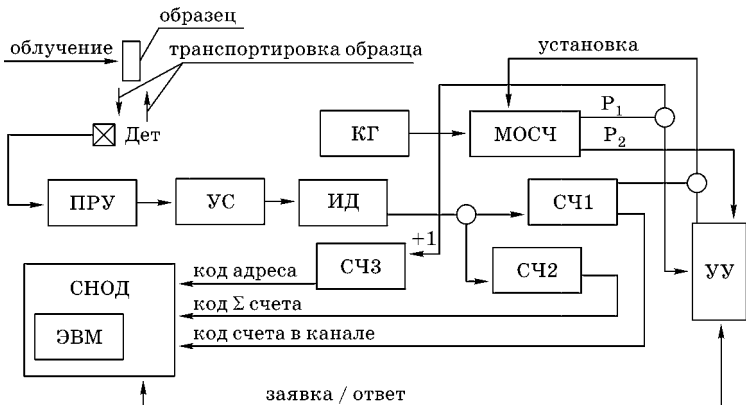 образец
облучение
транспортировка образца
установка
Дет
КГ
МОСЧ
P₁
P₂
ПРУ
УС
ИД
СЧ1
УУ
+1
СЧ3
СЧ2
СНОД
ЭВМ
код адреса
код Σ счета
код счета в канале
заявка / ответ